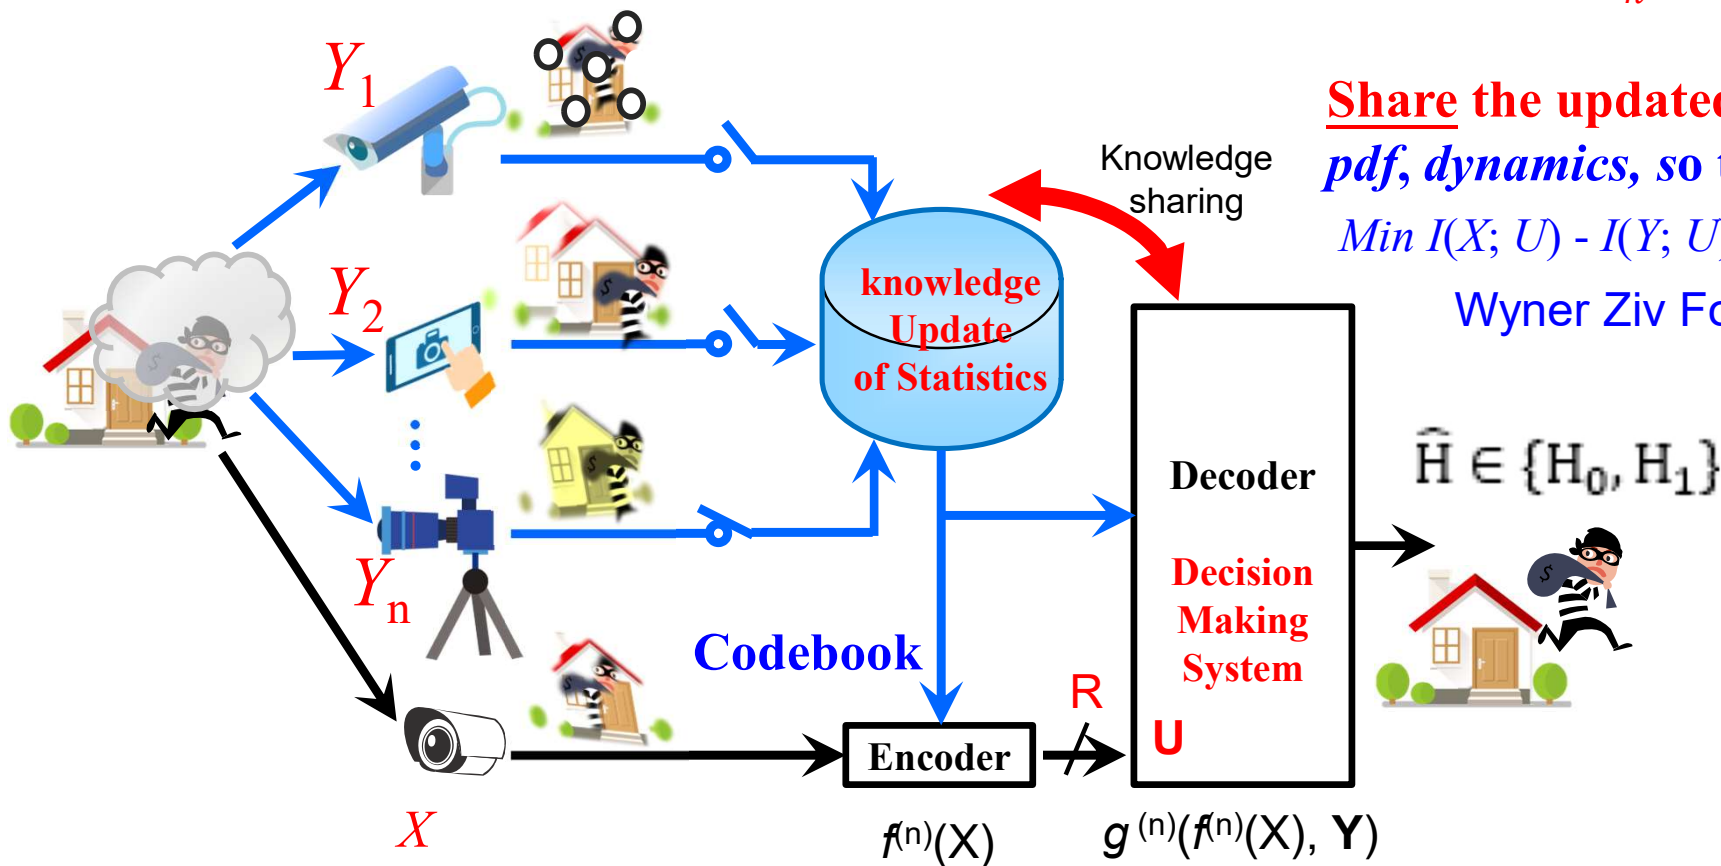 Y1
Knowledge
sharing
Share the updated
pdf, dynamics, so
Min I(X; U) - I(Y; U)
Wyner Ziv
Y2
knowledge
Update
of Statistics
Decoder
Ĥ ∈ {H₀, H₁}
Decision
Making
System
Yn
Codebook
R
U
Encoder
X
f⁽ⁿ⁾(X)
g⁽ⁿ⁾(f⁽ⁿ⁾(X), Y)